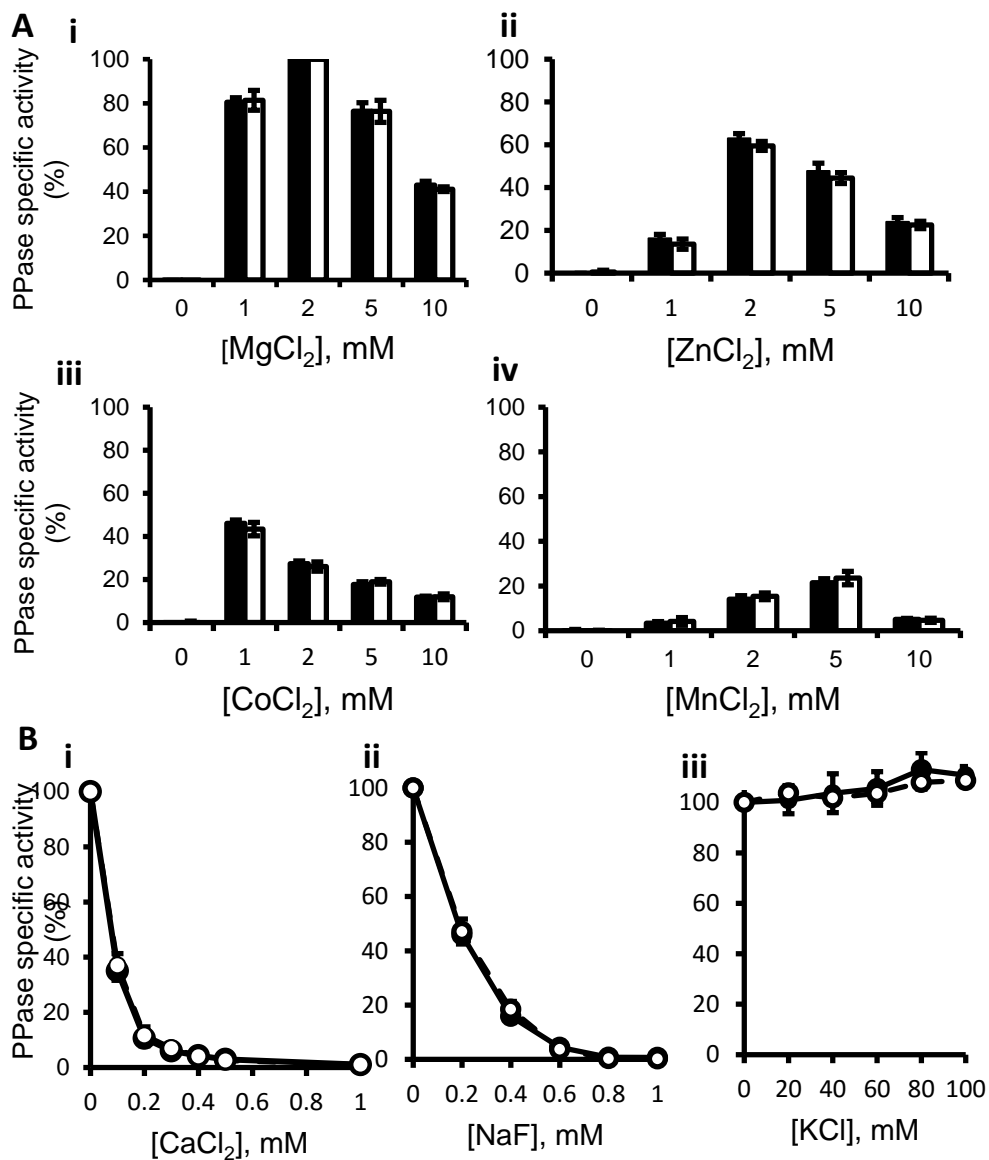 A
i
ii
PPase specific activity
(%)
100
80
60
40
20
0
0 1 2 5 10
[MgCl₂], mM
100
80
60
40
20
0
0 1 2 5 10
[ZnCl₂], mM
iii
iv
PPase specific activity
(%)
100
80
60
40
20
0
0 1 2 5 10
[CoCl₂], mM
100
80
60
40
20
0
0 1 2 5 10
[MnCl₂], mM
B
i
ii
iii
PPase specific activity
(%)
100
80
60
40
20
0
0 0.2 0.4 0.6 0.8 1
[CaCl₂], mM
100
80
60
40
20
0
0 0.2 0.4 0.6 0.8 1
[NaF], mM
100
80
60
40
20
0
0 20 40 60 80 100
[KCl], mM